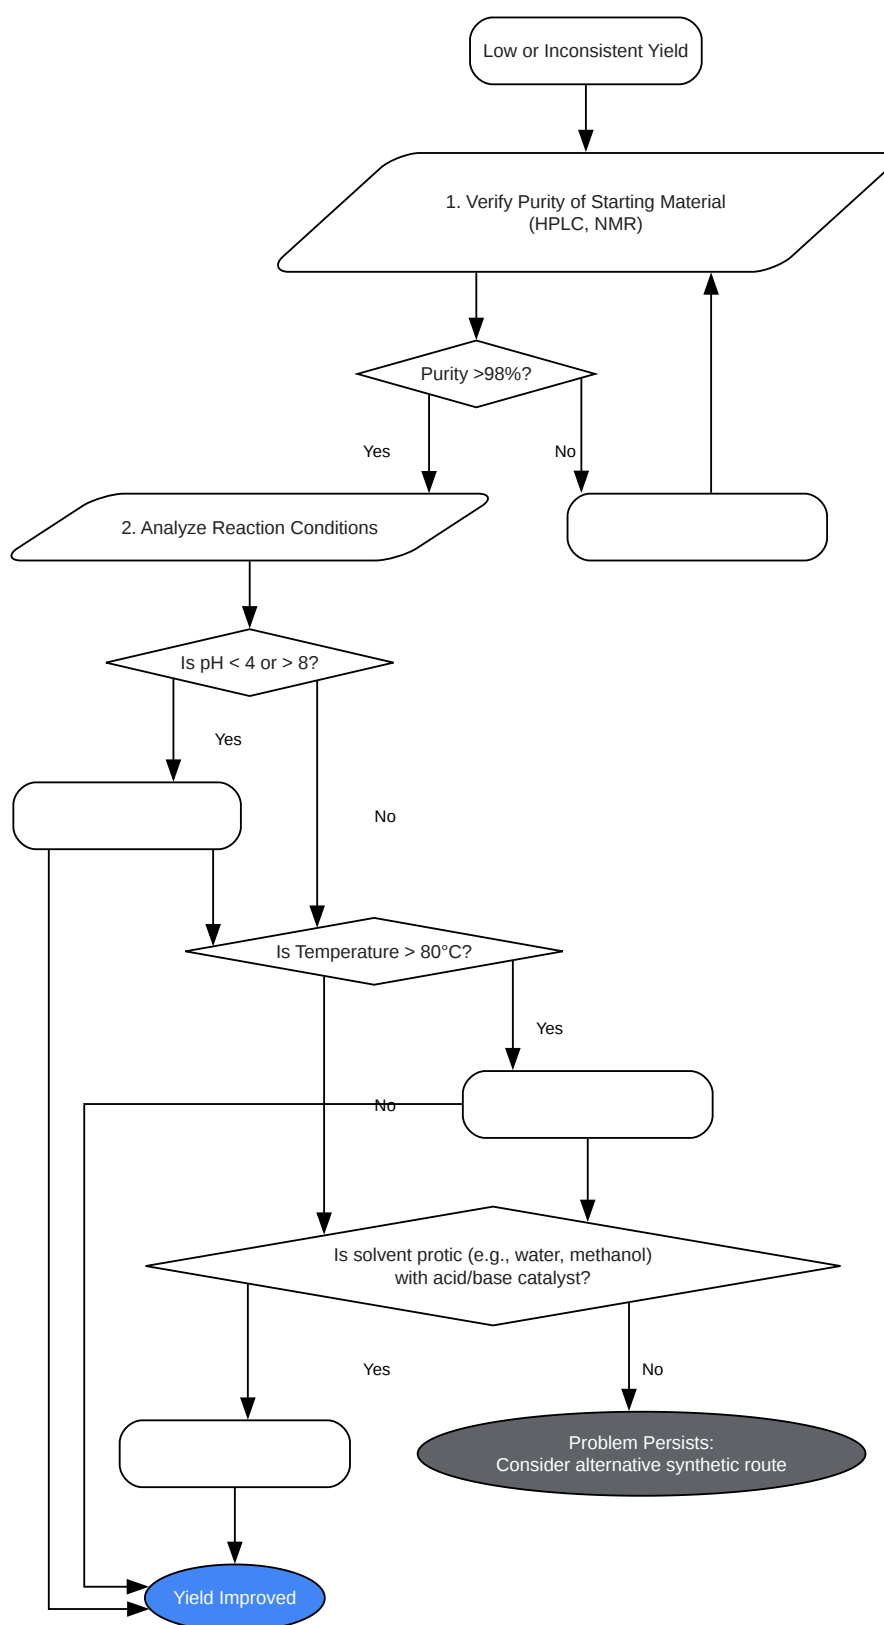 Low or Inconsistent Yield
1. Verify Purity of Starting Material
(HPLC, NMR)
Purity >98%?
Yes
No
2. Analyze Reaction Conditions
Is pH < 4 or > 8?
Yes
No
Is Temperature > 80°C?
Yes
No
Is solvent protic (e.g., water, methanol)
with acid/base catalyst?
Yes
No
Problem Persists:
Consider alternative synthetic route
Yield Improved